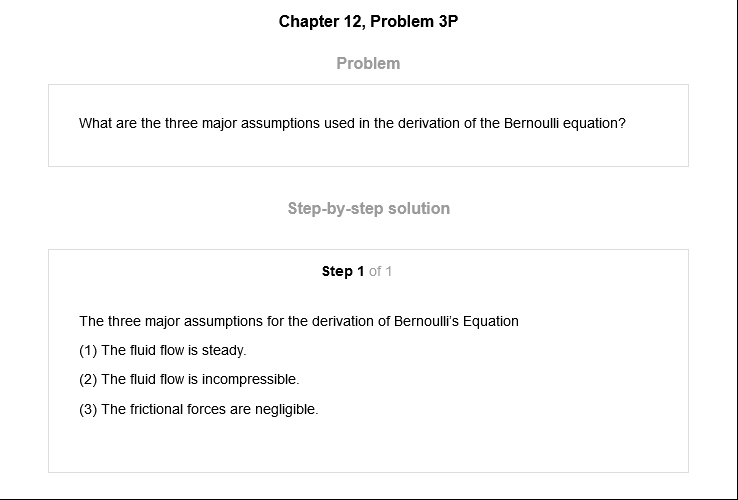 Chapter 12, Problem 3P
Problem
What are the three major assumptions used in the derivation of the Bernoulli equation?
Step-by-step solution
Step 1 of 1
The three major assumptions for the derivation of Bernoulli's Equation
(1) The fluid flow is steady.
(2) The fluid flow is incompressible.
(3) The frictional forces are negligible.